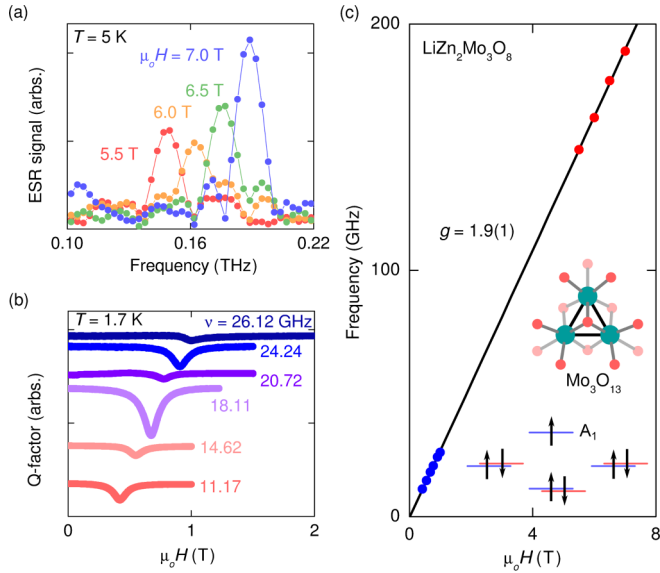 (a)
T = 5 K
μoH = 7.0 T
6.5 T
6.0 T
5.5 T
ESR signal (arbs.)
0.10
0.16
0.22
Frequency (THz)
(b)
T = 1.7 K
ν = 26.12 GHz
24.24
20.72
18.11
14.62
11.17
Q-factor (arbs.)
0
1
2
μoH (T)
(c)
200
LiZn2Mo3O8
g = 1.9(1)
100
Frequency (GHz)
Mo3O13
A1
0
0
4
8
μoH (T)